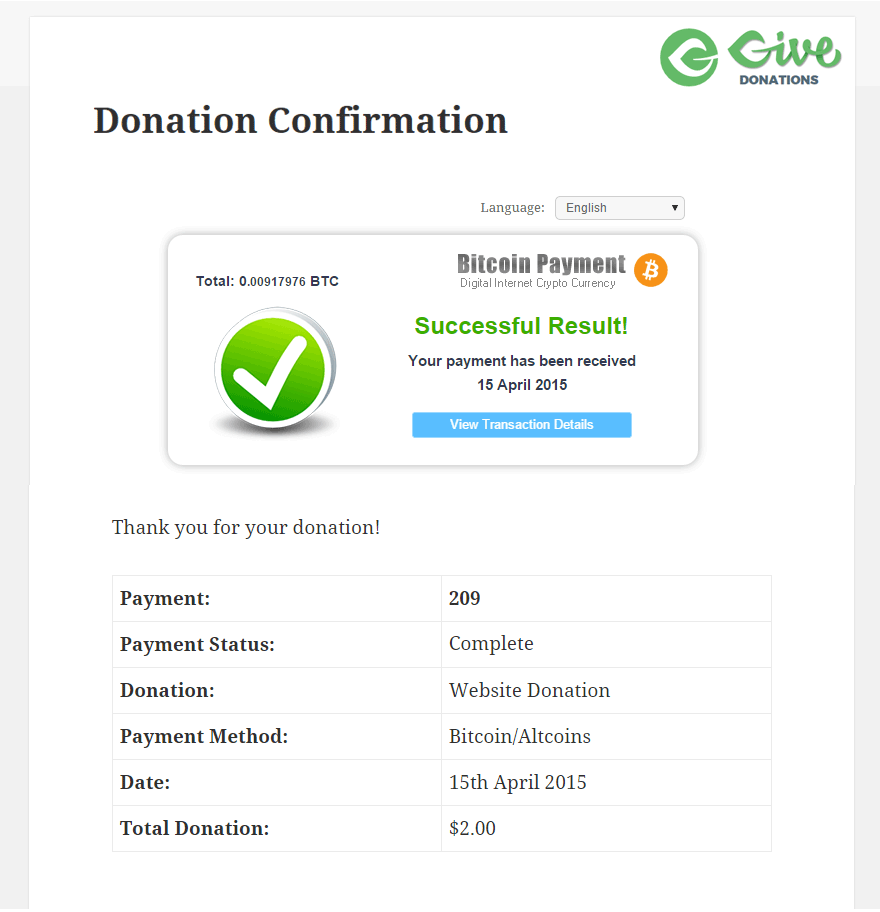 Give
DONATIONS
Donation Confirmation
Language: English
Total: 0.00917976 BTC
Bitcoin Payment
Digital Internet Crypto Currency
Successful Result!
Your payment has been received
15 April 2015
View Transaction Details
Thank you for your donation!
Payment: 209
Payment Status: Complete
Donation: Website Donation
Payment Method: Bitcoin/Altcoins
Date: 15th April 2015
Total Donation: $2.00